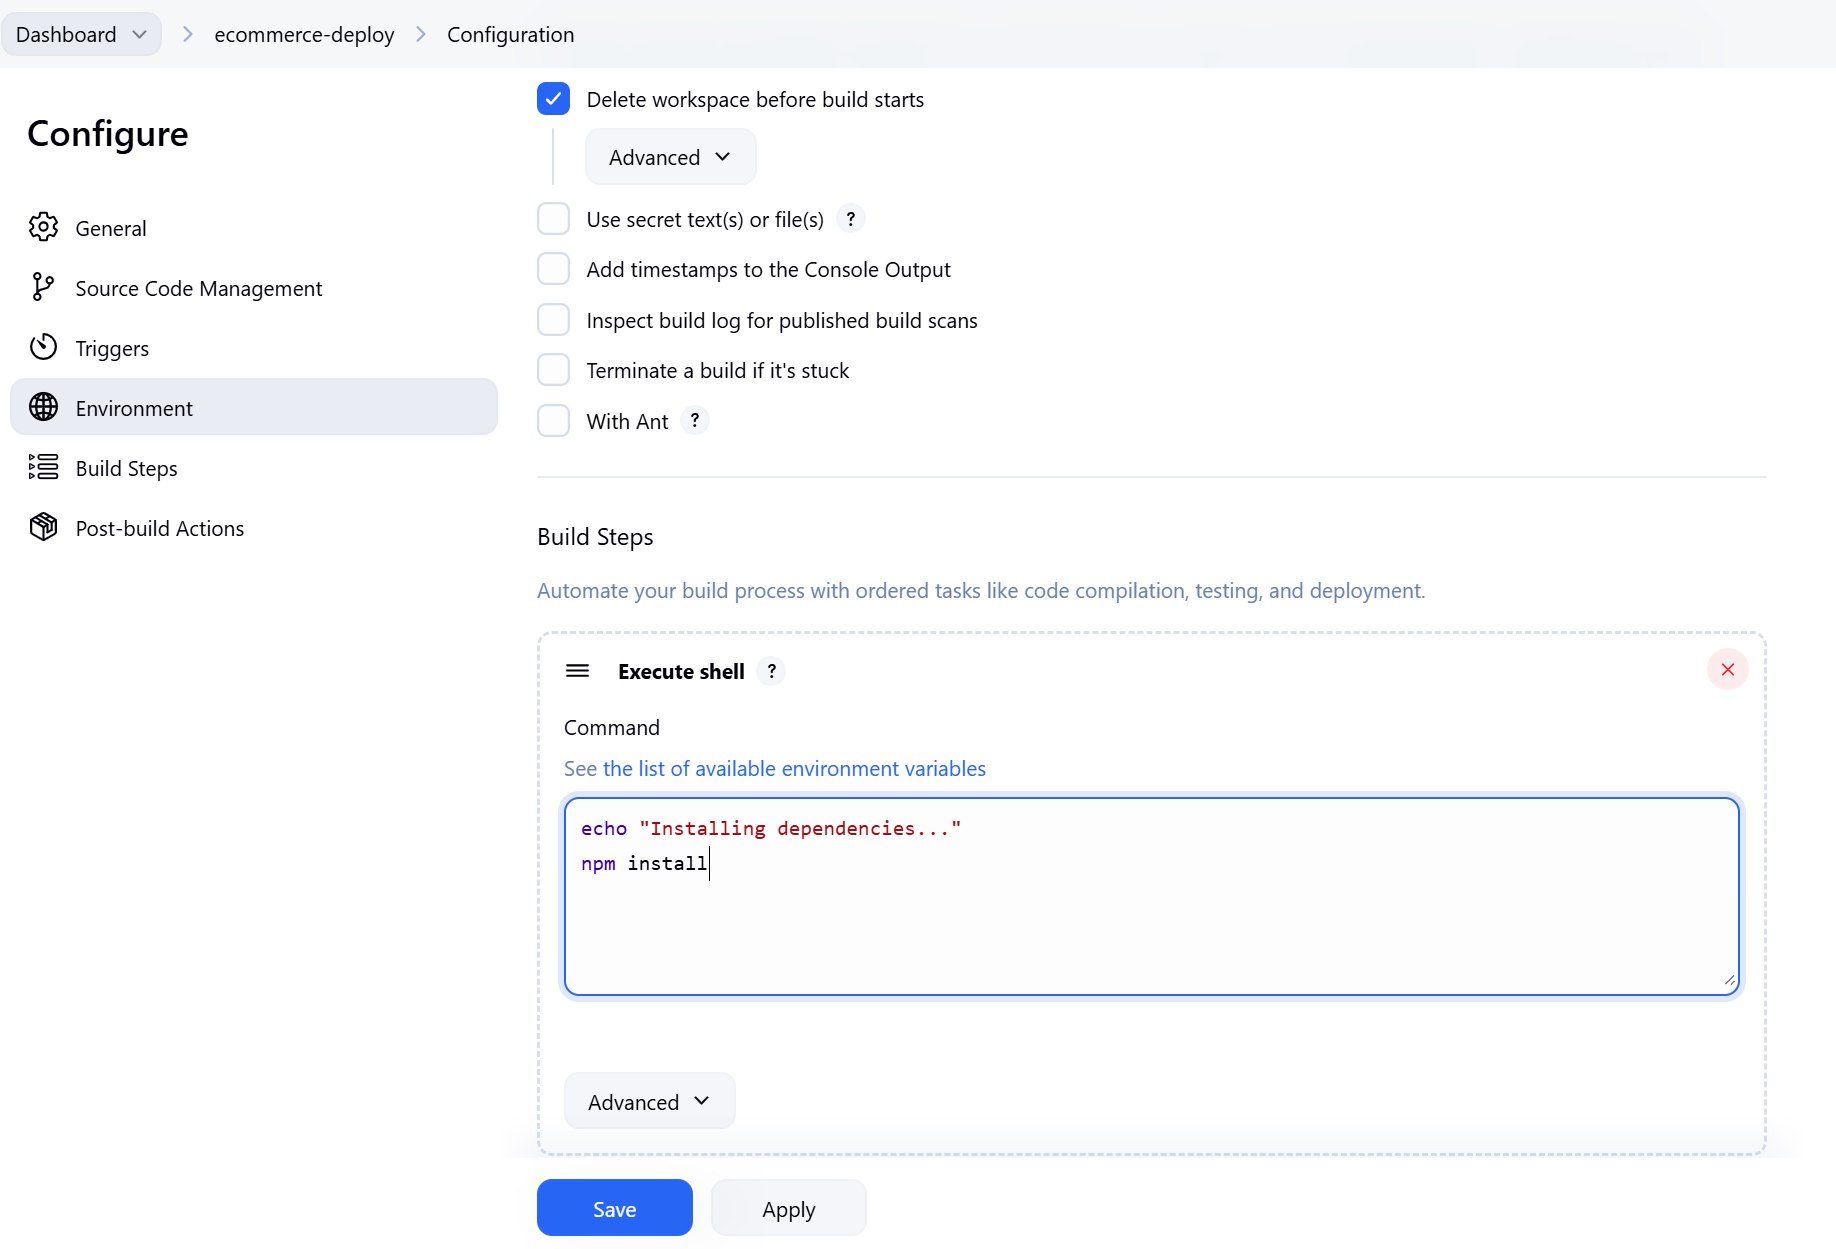 Dashboard ecommerce-deploy Configuration
Configure
General
Source Code Management
Triggers
Environment
Build Steps
Post-build Actions
Delete workspace before build starts
Advanced
Use secret text(s) or file(s) ?
Add timestamps to the Console Output
Inspect build log for published build scans
Terminate a build if it's stuck
With Ant ?
Build Steps
Automate your build process with ordered tasks like code compilation, testing, and deployment.
Execute shell ?
Command
See the list of available environment variables
echo "Installing dependencies..."
npm install
Advanced
Save Apply